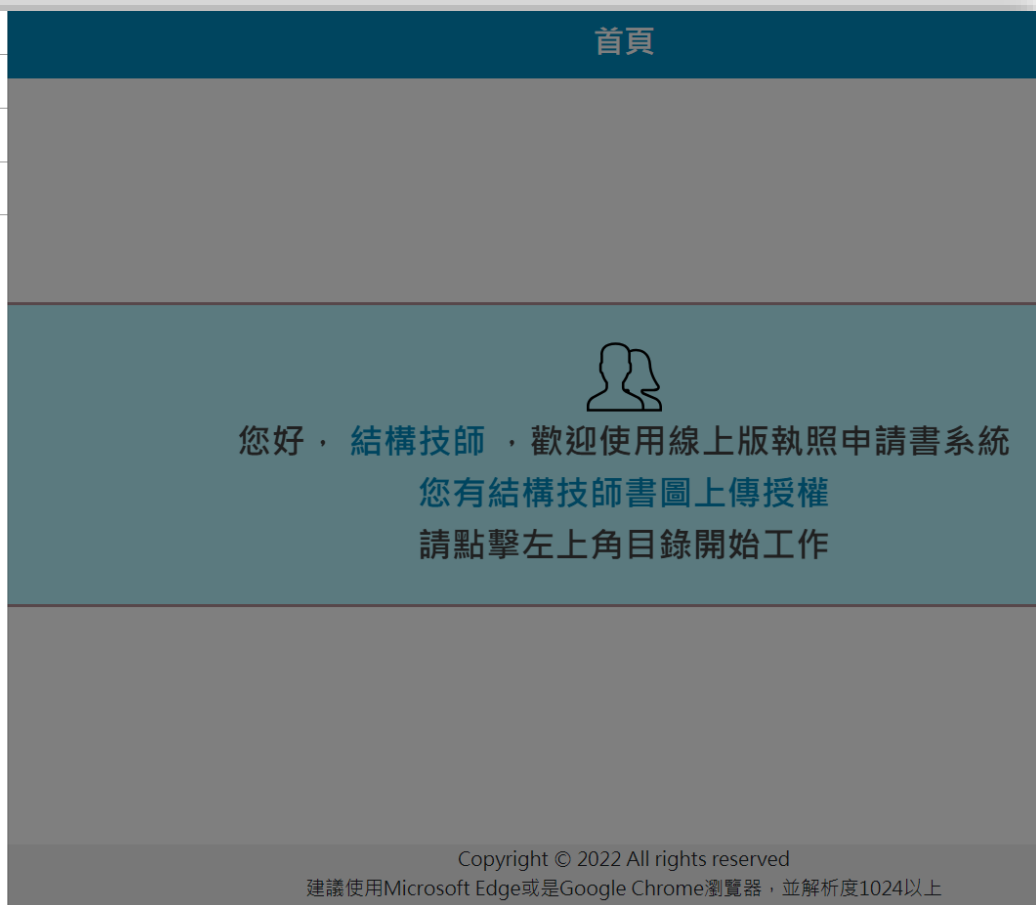 首頁
您好， 結構技師 ，歡迎使用線上版執照申請書系統
您有結構技師書圖上傳授權
請點擊左上角目錄開始工作
Copyright © 2022 All rights reserved
建議使用Microsoft Edge或是Google Chrome瀏覽器，並解析度1024以上